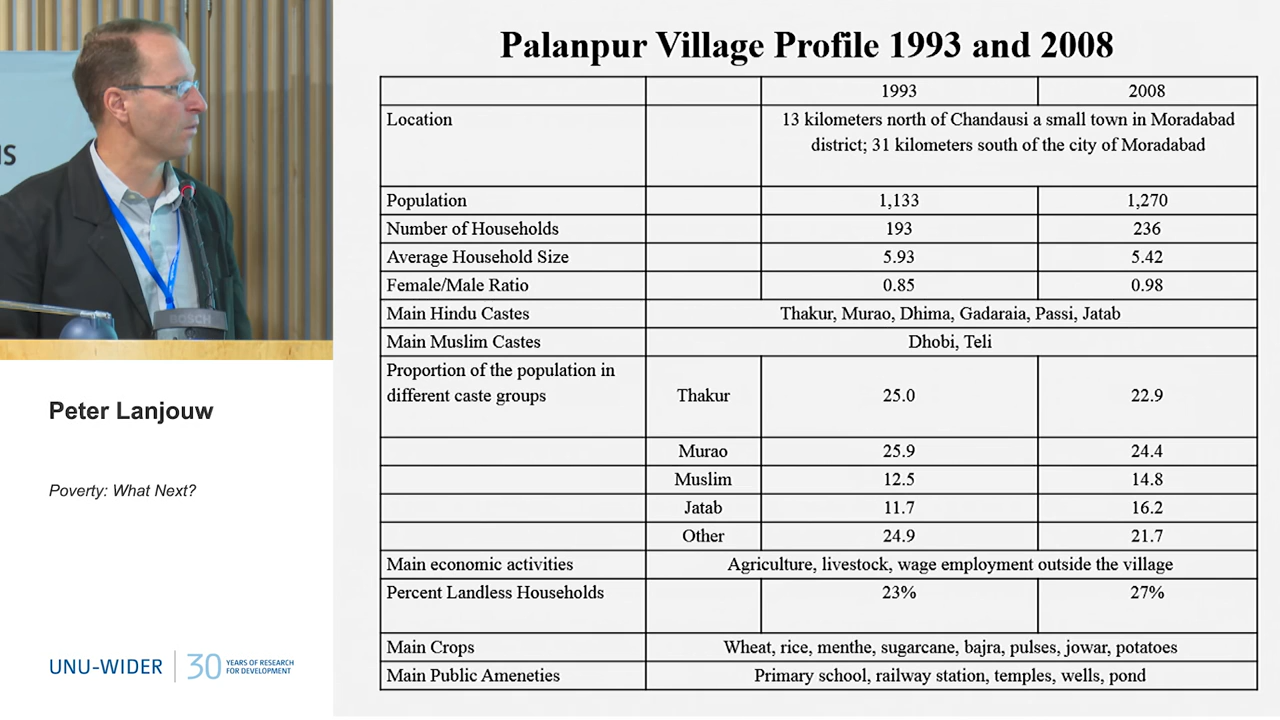 IS
BOSCH
Peter Lanjouw
Poverty: What Next?
UNU-WIDER 30 YEARS OF RESEARCH
FOR DEVELOPMENT
Palanpur Village Profile 1993 and 2008
1993 2008
Location 13 kilometers north of Chandausi a small town in Moradabad
district; 31 kilometers south of the city of Moradabad
Population 1,133 1,270
Number of Households 193 236
Average Household Size 5.93 5.42
Female/Male Ratio 0.85 0.98
Main Hindu Castes Thakur, Murao, Dhima, Gadaraia, Passi, Jatab
Main Muslim Castes Dhobi, Teli
Proportion of the population in
different caste groups Thakur 25.0 22.9
Murao 25.9 24.4
Muslim 12.5 14.8
Jatab 11.7 16.2
Other 24.9 21.7
Main economic activities Agriculture, livestock, wage employment outside the village
Percent Landless Households 23% 27%
Main Crops Wheat, rice, menthe, sugarcane, bajra, pulses, jowar, potatoes
Main Public Ameneties Primary school, railway station, temples, wells, pond